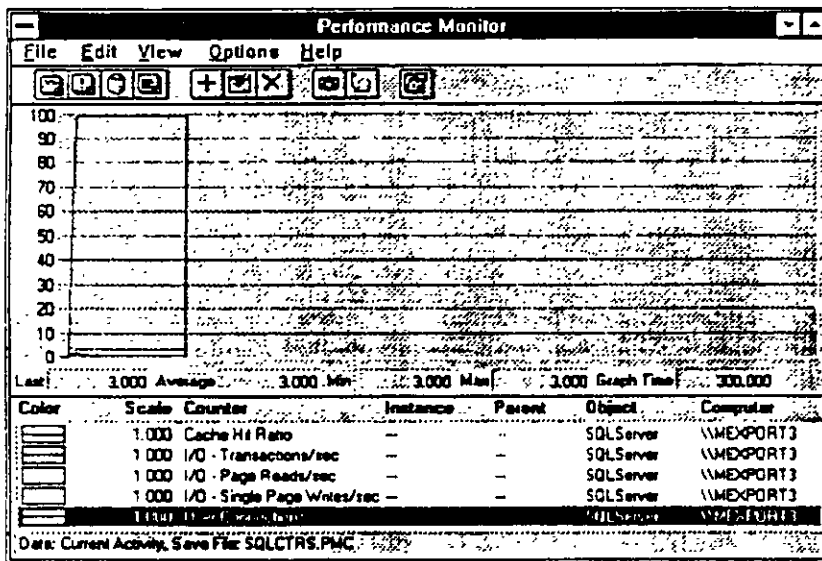 Performance Monitor
File Edit View Options Help
100
90
80
70
60
50
40
30
20
10
0
Last 3.000 Average 3.000 Min 3.000 Max 3.000 Graph Time 300.000
Color Scale Counter Instance Parent Object Computer
1.000 Cache Hit Ratio -- -- SQLServer \\MEXPORT3
1.000 I/O - Transactions/sec -- -- SQLServer \\MEXPORT3
1.000 I/O - Page Reads/sec -- -- SQLServer \\MEXPORT3
1.000 I/O - Single Page Writes/sec -- -- SQLServer \\MEXPORT3
1.000 SQLServer \\MEXPORT3
Data: Current Activity, Save File: SQLCTRS.PMC